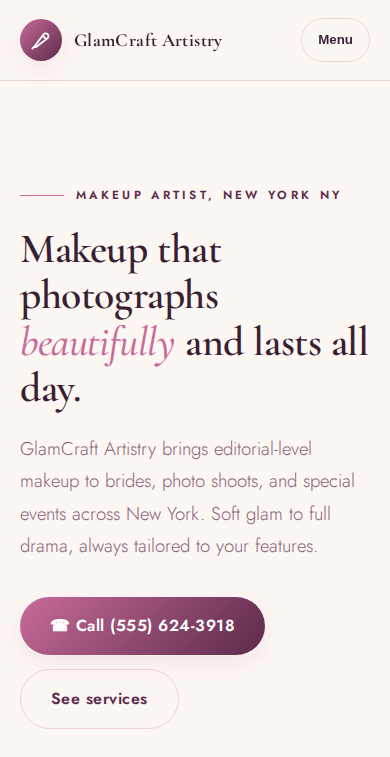 GlamCraft Artistry
Menu
MAKEUP ARTIST, NEW YORK NY
Makeup that
photographs
beautifully and lasts all
day.
GlamCraft Artistry brings editorial-level
makeup to brides, photo shoots, and special
events across New York. Soft glam to full
drama, always tailored to your features.
☎ Call (555) 624-3918
See services